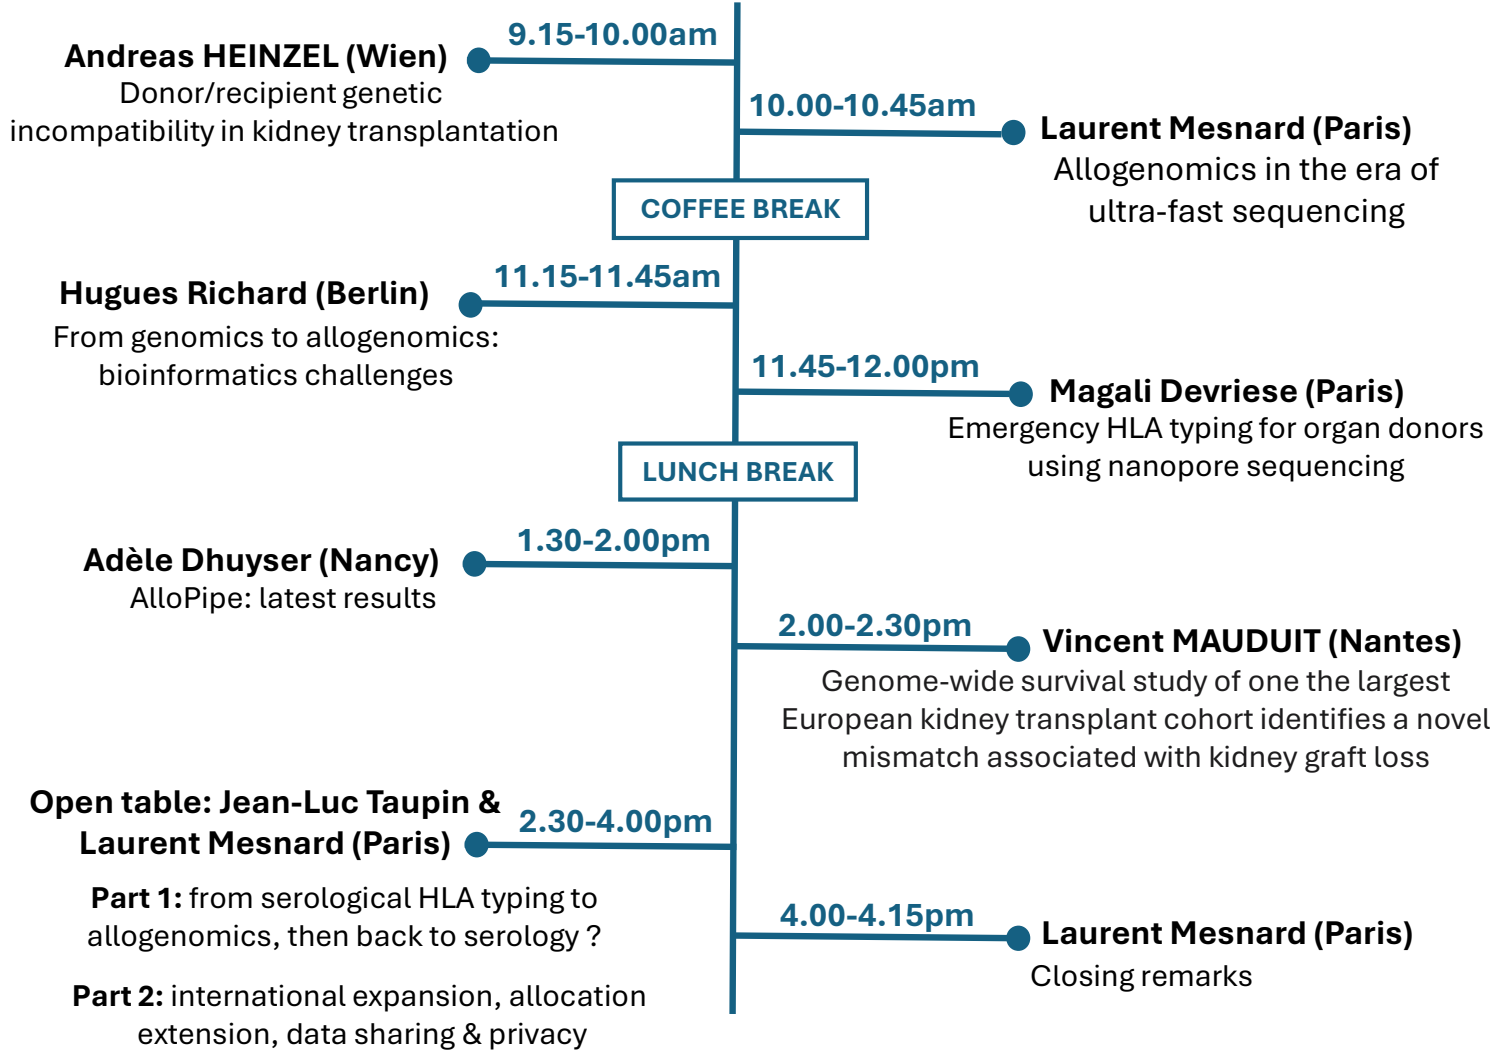 9.15-10.00am
Andreas HEINZEL (Wien)
Donor/recipient genetic
incompatibility in kidney transplantation
10.00-10.45am
Laurent Mesnard (Paris)
Allogenomics in the era of
ultra-fast sequencing
COFFEE BREAK
11.15-11.45am
Hugues Richard (Berlin)
From genomics to allogenomics:
bioinformatics challenges
11.45-12.00pm
Magali Devriese (Paris)
Emergency HLA typing for organ donors
using nanopore sequencing
LUNCH BREAK
1.30-2.00pm
Adèle Dhuyser (Nancy)
AlloPipe: latest results
2.00-2.30pm
Vincent MAUDUIT (Nantes)
Genome-wide survival study of one the largest
European kidney transplant cohort identifies a novel
mismatch associated with kidney graft loss
2.30-4.00pm
Open table: Jean-Luc Taupin &
Laurent Mesnard (Paris)
Part 1: from serological HLA typing to
allogenomics, then back to serology ?
Part 2: international expansion, allocation
extension, data sharing & privacy
4.00-4.15pm
Laurent Mesnard (Paris)
Closing remarks